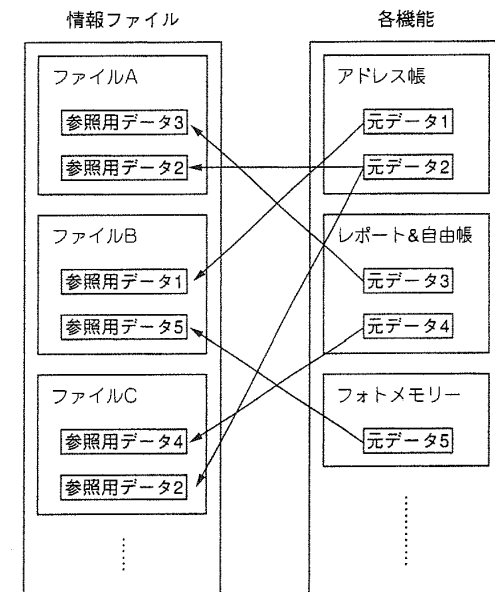 情報ファイル
各機能
ファイルA
参照用データ3
参照用データ2
ファイルB
参照用データ1
参照用データ5
ファイルC
参照用データ4
参照用データ2
アドレス帳
元データ1
元データ2
レポート&自由帳
元データ3
元データ4
フォトメモリー
元データ5